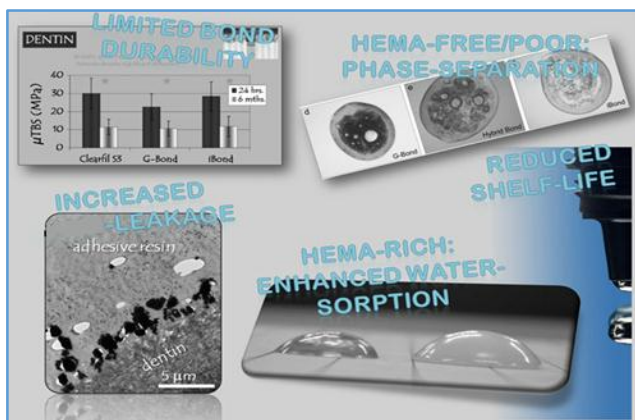 LIMITED BOND
DURABILITY
DENTIN
µTBS (MPa)
40
30
20
10
0
24 hrs.
6 mths.
Clearfil S3
G-Bond
iBond
HEMA-FREE/POOR:
PHASE-SEPARATION
d
e
G-Bond
Hybrid Bond
iBond
REDUCED
SHELF-LIFE
INCREASED
-LEAKAGE
adhesive resin
dentin
5 µm
HEMA-RICH:
ENHANCED WATER-
SORPTION